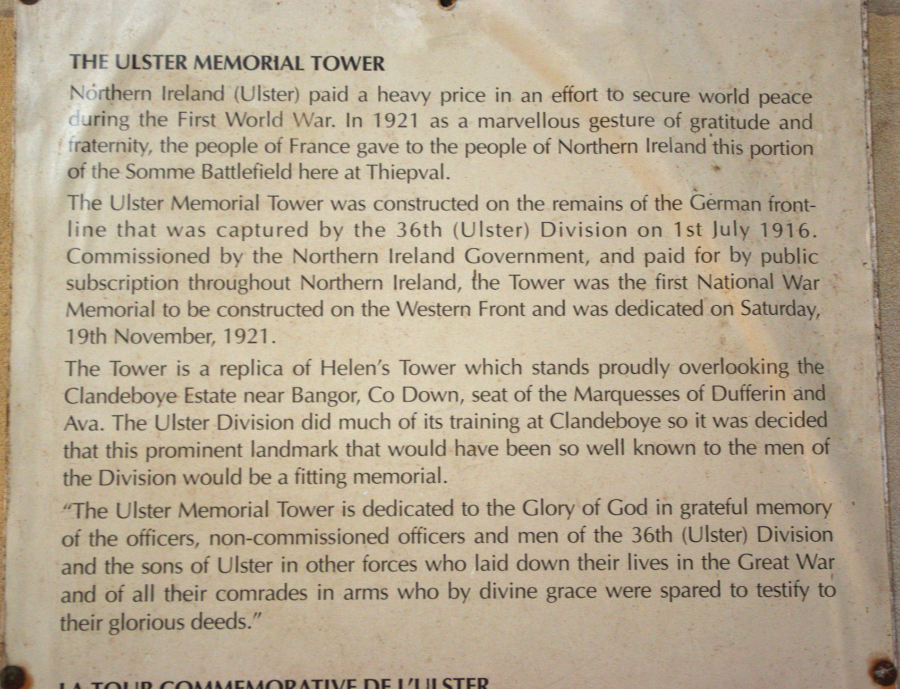 THE ULSTER MEMORIAL TOWER
Northern Ireland (Ulster) paid a heavy price in an effort to secure world peace
during the First World War. In 1921 as a marvellous gesture of gratitude and
fraternity, the people of France gave to the people of Northern Ireland this portion
of the Somme Battlefield here at Thiepval.
The Ulster Memorial Tower was constructed on the remains of the German front-
line that was captured by the 36th (Ulster) Division on 1st July 1916.
Commissioned by the Northern Ireland Government, and paid for by public
subscription throughout Northern Ireland, the Tower was the first National War
Memorial to be constructed on the Western Front and was dedicated on Saturday,
19th November, 1921.
The Tower is a replica of Helen's Tower which stands proudly overlooking the
Clandeboye Estate near Bangor, Co Down, seat of the Marquesses of Dufferin and
Ava. The Ulster Division did much of its training at Clandeboye so it was decided
that this prominent landmark that would have been so well known to the men of
the Division would be a fitting memorial.
“The Ulster Memorial Tower is dedicated to the Glory of God in grateful memory
of the officers, non-commissioned officers and men of the 36th (Ulster) Division
and the sons of Ulster in other forces who laid down their lives in the Great War
and of all their comrades in arms who by divine grace were spared to testify to
their glorious deeds.”
LA TOUR COMMEMORATIVE DE L'ULSTER